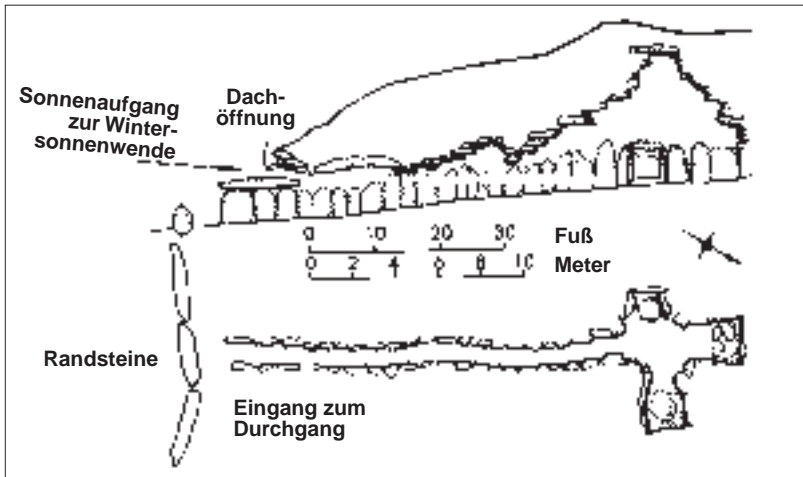 Sonnenaufgang
zur Winter-
sonnenwende
Dach-
öffnung
0 10 20 30 Fuß
0 2 4 6 8 10 Meter
Randsteine
Eingang zum
Durchgang